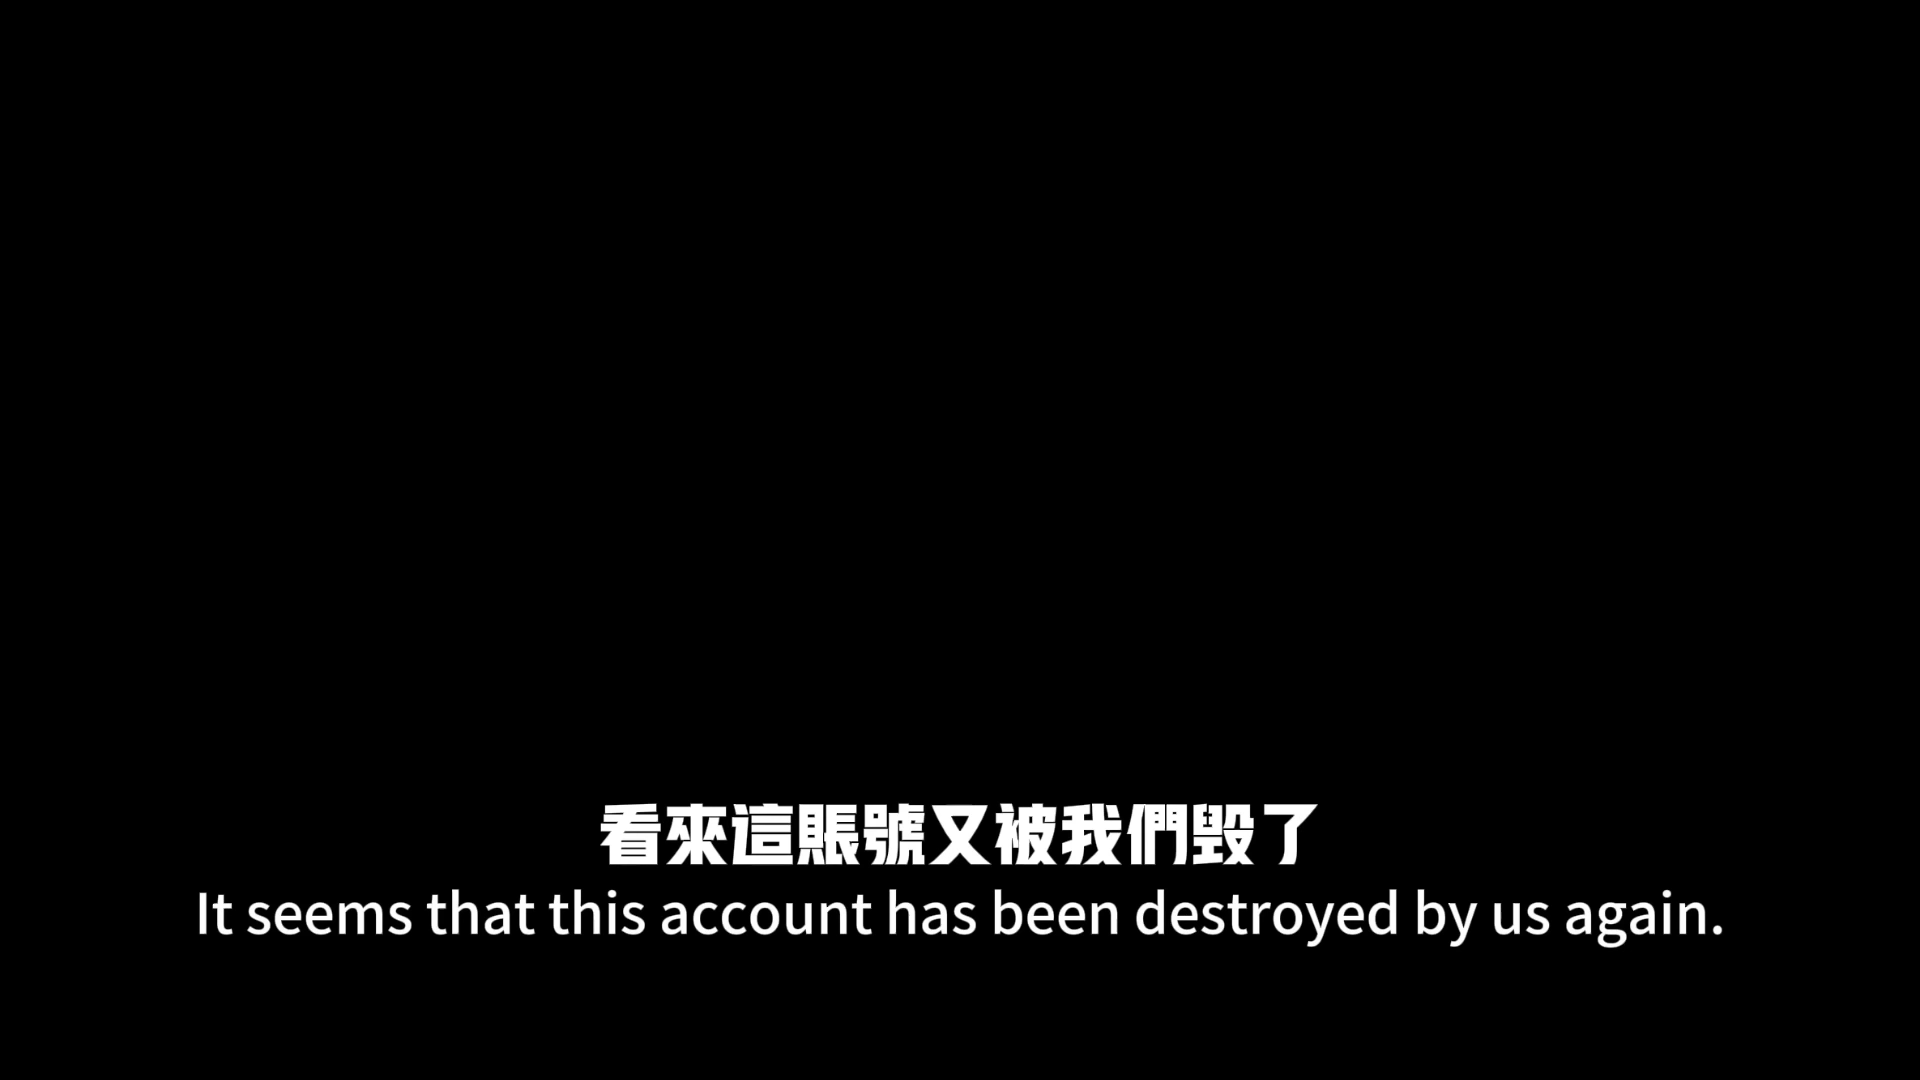 看來這賬號又被我們毀了
It seems that this account has been destroyed by us again.